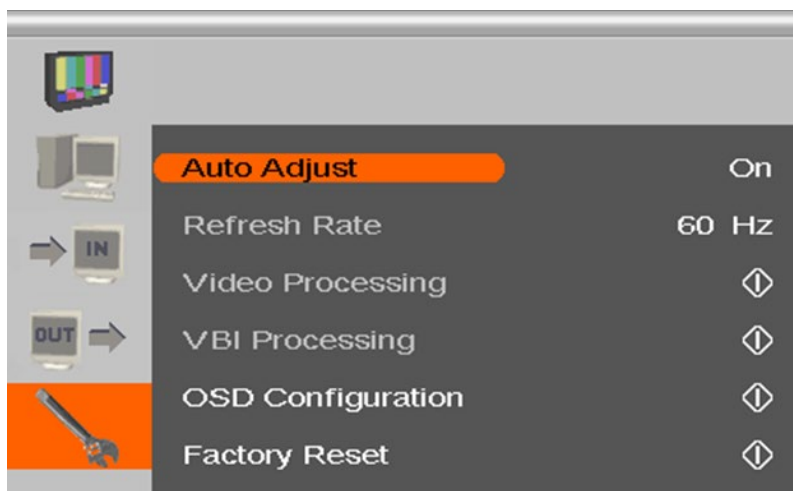 Auto Adjust On
Refresh Rate 60 Hz
IN
Video Processing
OUT
VBI Processing
OSD Configuration
Factory Reset